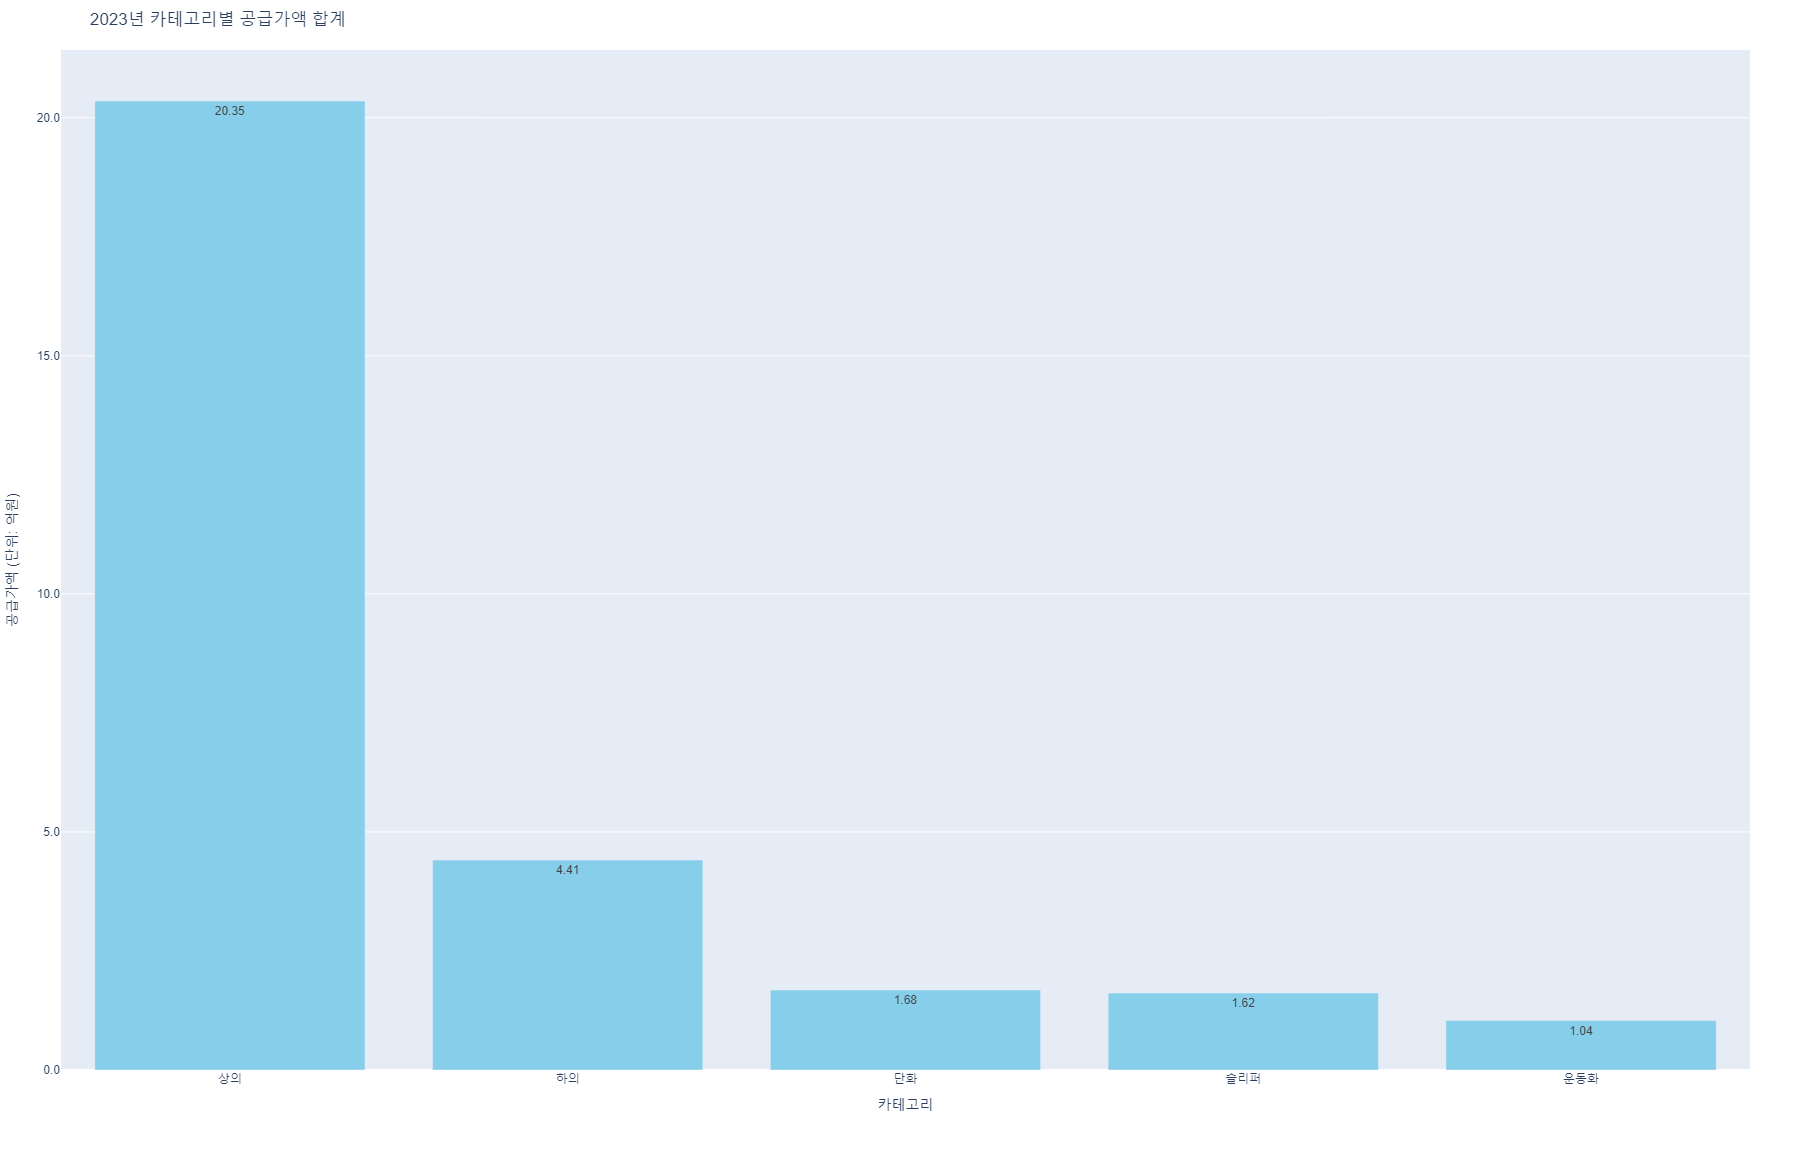 2023년 카테고리별 공급가액 합계
공급가액 (단위: 억원)
20.0
15.0
10.0
5.0
0.0
20.35
4.41
1.68
1.62
1.04
상의
하의
단화
슬리퍼
운동화
카테고리